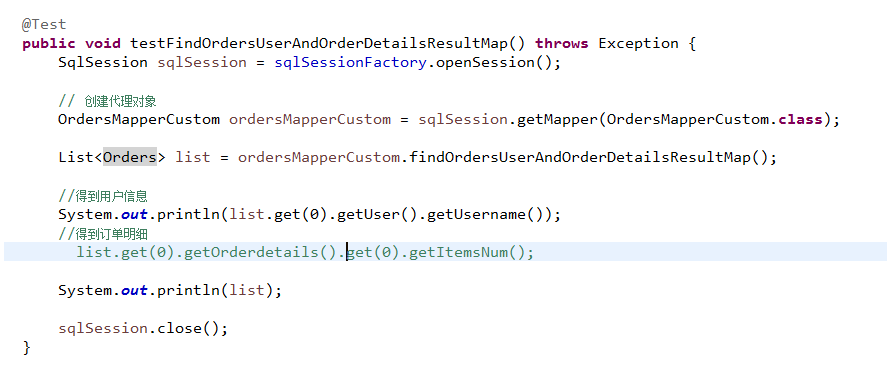 @Test
public void testFindOrdersUserAndOrderDetailsResultMap() throws Exception {
SqlSession sqlSession = sqlSessionFactory.openSession();
// 创建代理对象
OrdersMapperCustom ordersMapperCustom = sqlSession.getMapper(OrdersMapperCustom.class);
List<Orders> list = ordersMapperCustom.findOrdersUserAndOrderDetailsResultMap();
//得到用户信息
System.out.println(list.get(0).getUser().getUsername());
//得到订单明细
list.get(0).getOrderdetails().get(0).getItemsNum();
System.out.println(list);
sqlSession.close();
}